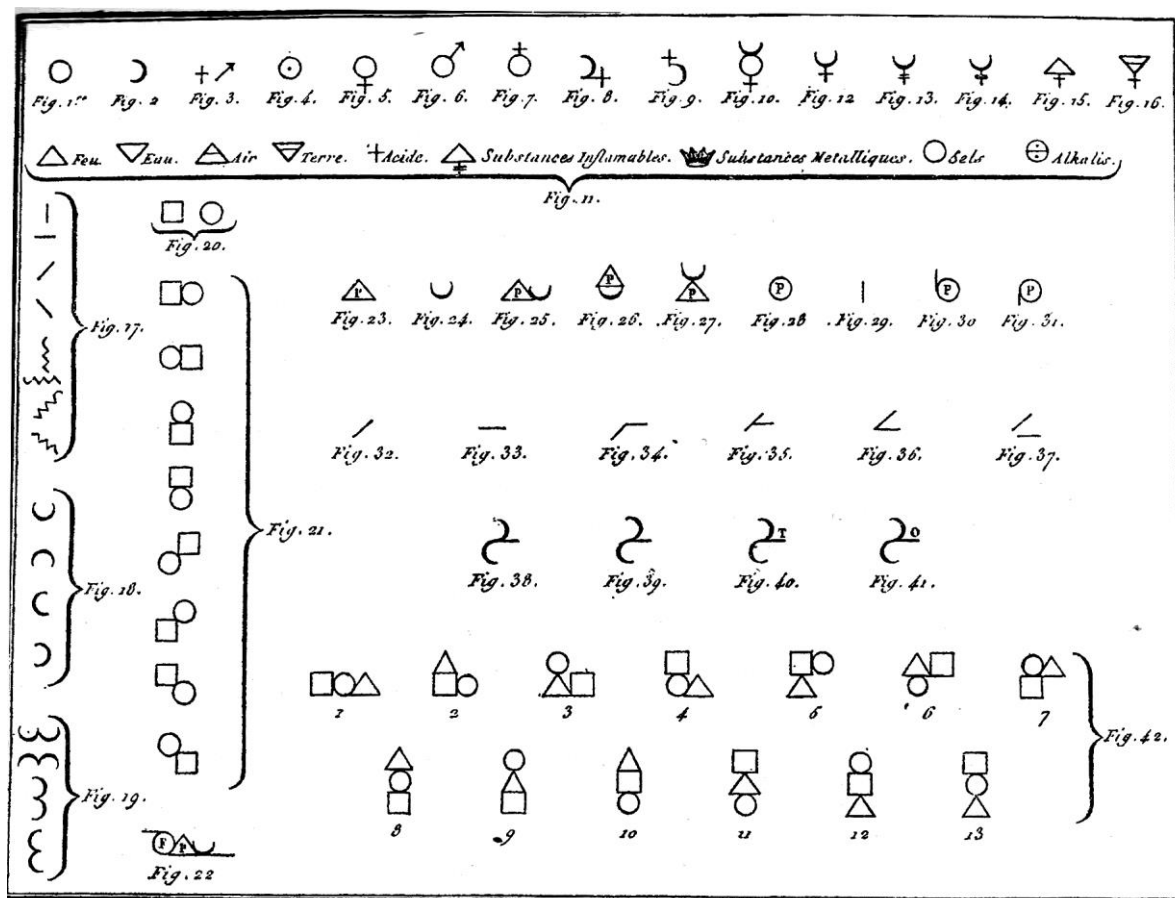 Fig. 1.re Fig. 2 Fig. 3. Fig. 4. Fig. 5. Fig. 6. Fig. 7. Fig. 8. Fig. 9. Fig. 10. Fig. 12 Fig. 13. Fig. 14. Fig. 15. Fig. 16.
Feu. Eau. Air Terre. Acide. Substances Inflamables. Substances Metalliques. Sels Alkalis.
Fig. 11.
Fig. 20.
Fig. 17.
P P P P P P P
Fig. 23. Fig. 24. Fig. 25. Fig. 26. Fig. 27. Fig. 28 Fig. 29. Fig. 30 Fig. 31.
Fig. 32. Fig. 33. Fig. 34. Fig. 35. Fig. 36. Fig. 37.
Fig. 21.
T O
Fig. 38. Fig. 39. Fig. 40. Fig. 41.
Fig. 18.
1 2 3 4 5 6 7
Fig. 42.
Fig. 19.
8 9 10 11 12 13
F P
Fig. 22